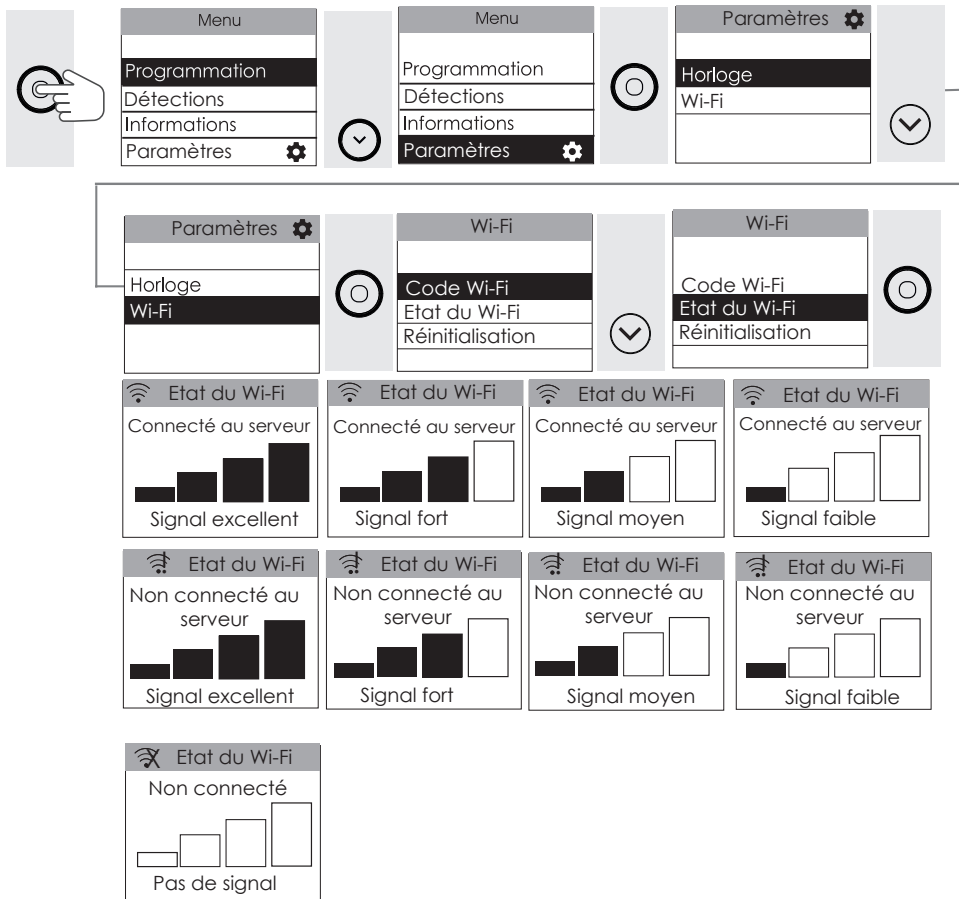 Menu
Programmation
Détections
Informations
Paramètres
Menu
Programmation
Détections
Informations
Paramètres
Paramètres
Horloge
Wi-Fi
Paramètres
Horloge
Wi-Fi
Wi-Fi
Code Wi-Fi
Etat du Wi-Fi
Réinitialisation
Wi-Fi
Code Wi-Fi
Etat du Wi-Fi
Réinitialisation
Etat du Wi-Fi
Connecté au serveur
Signal excellent
Etat du Wi-Fi
Connecté au serveur
Signal fort
Etat du Wi-Fi
Connecté au serveur
Signal moyen
Etat du Wi-Fi
Connecté au serveur
Signal faible
Etat du Wi-Fi
Non connecté au
serveur
Signal excellent
Etat du Wi-Fi
Non connecté au
serveur
Signal fort
Etat du Wi-Fi
Non connecté au
serveur
Signal moyen
Etat du Wi-Fi
Non connecté au
serveur
Signal faible
Etat du Wi-Fi
Non connecté
Pas de signal